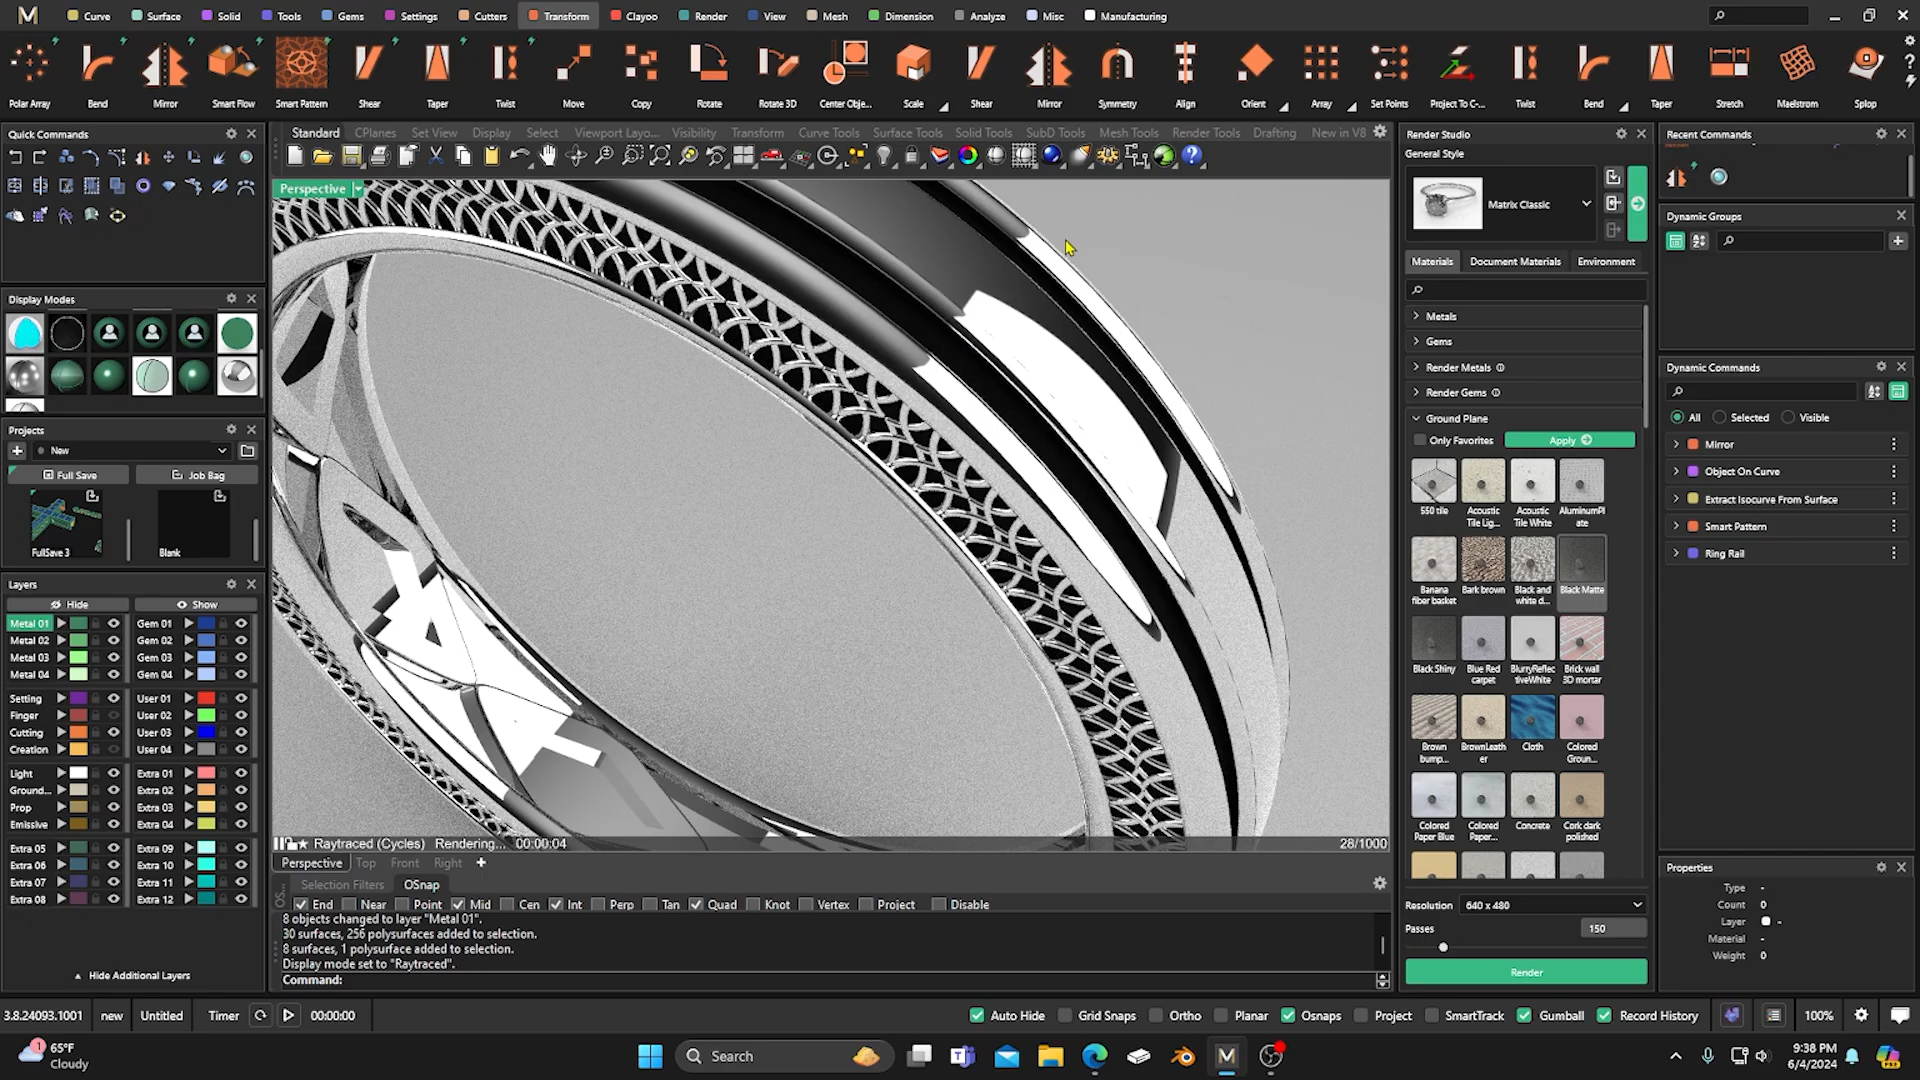 Curve Surface Solid Tools Gems Settings Cutters Transform Clayoo Render View Mesh Dimension Analyze Misc Manufacturing
Polar Array Bend Mirror Smart Flow Smart Pattern Shear Taper Twist Move Copy Rotate Rotate 3D Center Obje... Scale Shear Mirror Symmetry Align Orient Array Set Points Project To C-... Twist Bend Taper Stretch Maelstrom Splop
Quick Commands
Standard CPlanes Set View Display Select Viewport Layo... Visibility Transform Curve Tools Surface Tools Solid Tools SubD Tools Mesh Tools Render Tools Drafting New in V8
Perspective
Display Modes
Projects
New
Full Save Job Bag
FullSave 3 Blank
Layers
Hide Show
Metal 01 Gem 01
Metal 02 Gem 02
Metal 03 Gem 03
Metal 04 Gem 04
Setting User 01
Finger User 02
Cutting User 03
Creation User 04
Light Extra 01
Ground... Extra 02
Prop Extra 03
Emissive Extra 04
Extra 05 Extra 09
Extra 06 Extra 10
Extra 07 Extra 11
Extra 08 Extra 12
Hide Additional Layers
Raytraced (Cycles) Rendering... 00:00:04 28/1000
Perspective Top Front Right
Selection Filters OSnap
OS...
End Near Point Mid Cen Int Perp Tan Quad Knot Vertex Project Disable
8 objects changed to layer "Metal 01".
30 surfaces, 256 polysurfaces added to selection.
8 surfaces, 1 polysurface added to selection.
Display mode set to "Raytraced".
Command:
Render Studio
General Style
Matrix Classic
Materials Document Materials Environment
Metals
Gems
Render Metals
Render Gems
Ground Plane
Only Favorites Apply
550 tile Acoustic Tile Lig... Acoustic Tile White AluminumPlate
Banana fiber basket Bark brown Black and white d... Black Matte
Black Shiny Blue Red carpet BlurryReflectiveWhite Brick wall 3D mortar
Brown bump... BrownLeather Cloth Colored Groun...
Colored Paper Blue Colored Paper... Concrete Cork dark polished
Resolution 640 x 480
Passes 150
Render
Recent Commands
Dynamic Groups
Dynamic Commands
All Selected Visible
Mirror
Object On Curve
Extract Isocurve From Surface
Smart Pattern
Ring Rail
Properties
Type -
Count 0
Layer -
Material -
Weight 0
3.8.24093.1001 new Untitled Timer 00:00:00 Auto Hide Grid Snaps Ortho Planar Osnaps Project SmartTrack Gumball Record History 100%
1 65°F
Cloudy
Search
9:38 PM
6/4/2024